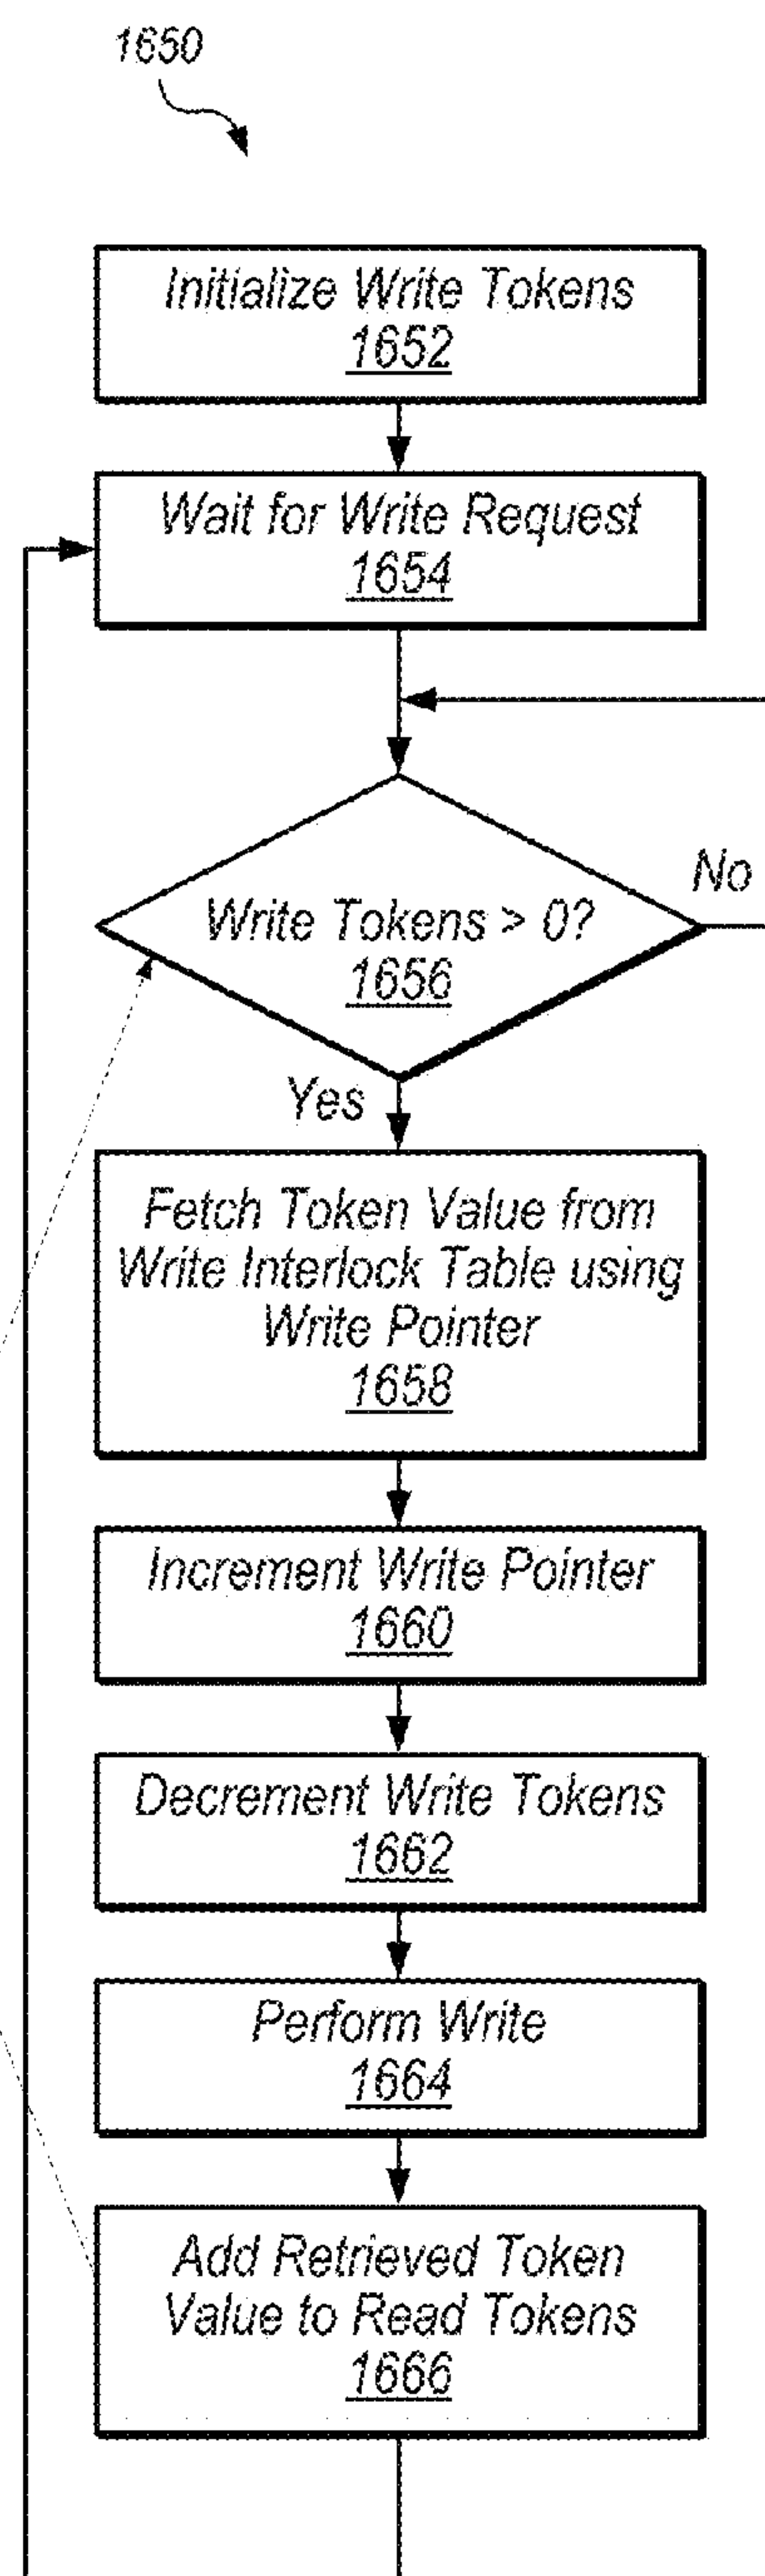 1650
Initialize Write Tokens
1652
Wait for Write Request
1654
No
Write Tokens > 0?
1656
Yes
Fetch Token Value from
Write Interlock Table using
Write Pointer
1658
Increment Write Pointer
1660
Decrement Write Tokens
1662
Perform Write
1664
Add Retrieved Token
Value to Read Tokens
1666